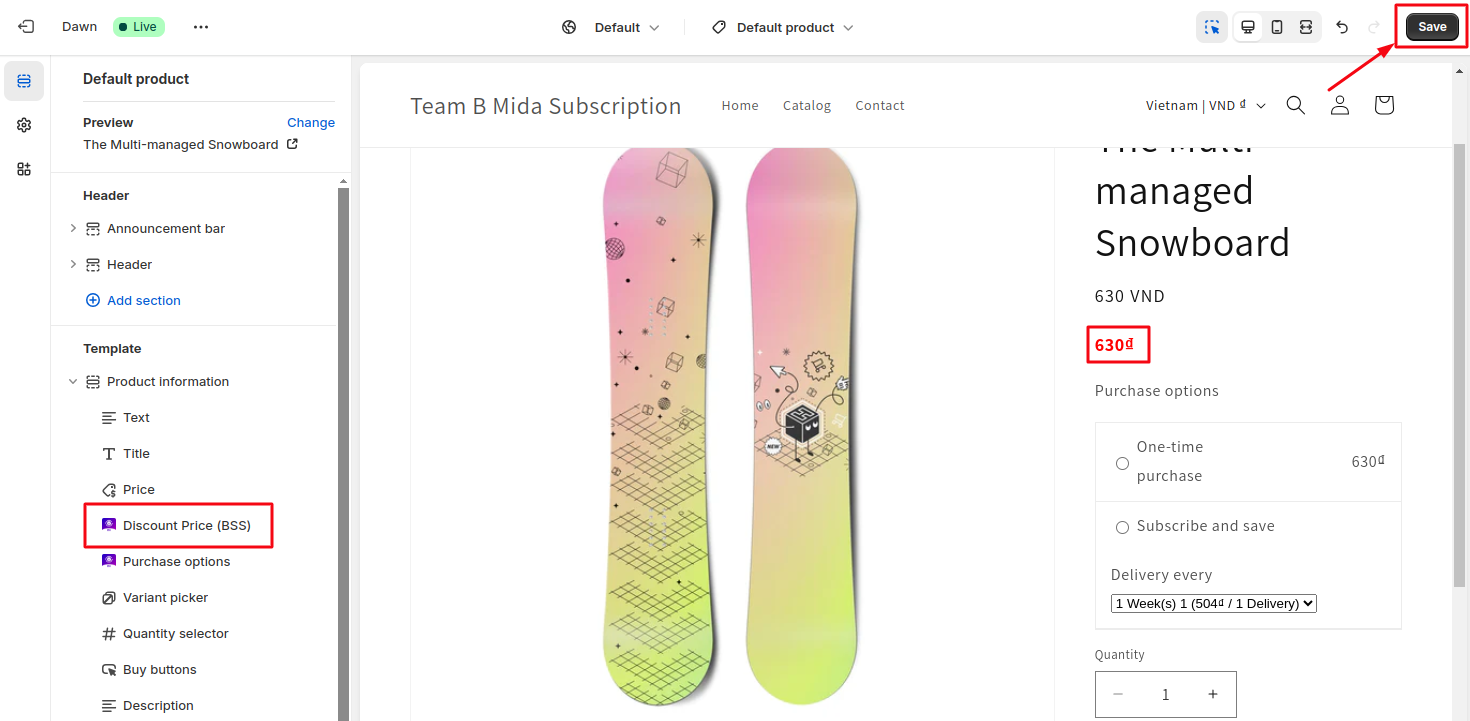 Dawn
Live
Default
Default product
Save
Default product
Preview
Change
The Multi-managed Snowboard
Header
Announcement bar
Header
Add section
Template
Product information
Text
Title
Price
Discount Price (BSS)
Purchase options
Variant picker
Quantity selector
Buy buttons
Description
Team B Mida Subscription
Home
Catalog
Contact
Vietnam | VND ₫
NEW
The Multi-
managed
Snowboard
630 VND
630₫
Purchase options
One-time
purchase
630₫
Subscribe and save
Delivery every
1 Week(s) 1 (504₫ / 1 Delivery)
Quantity
− 1 +